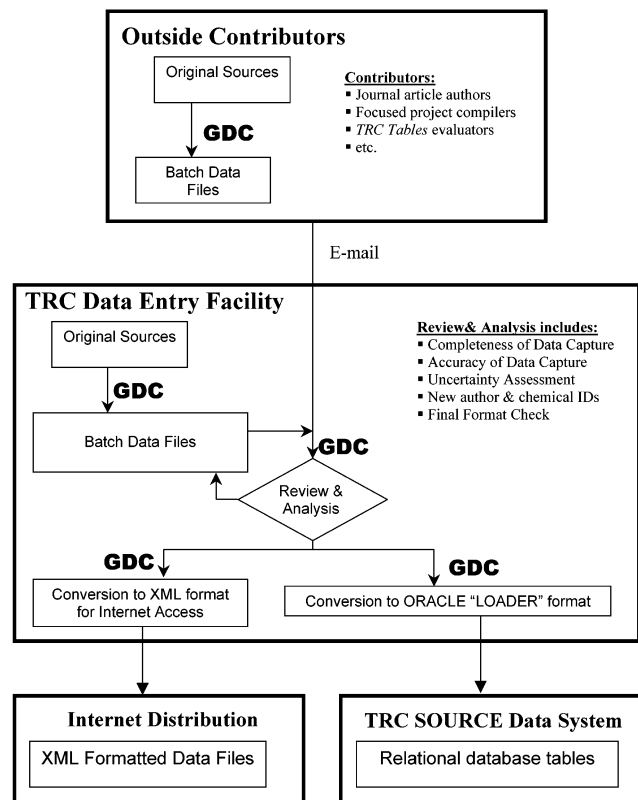 Outside Contributors
Original Sources
GDC
Batch Data
Files
Contributors:
▪ Journal article authors
▪ Focused project compilers
▪ TRC Tables evaluators
▪ etc.
E-mail
TRC Data Entry Facility
Original Sources
GDC
Batch Data Files
Review& Analysis includes:
▪ Completeness of Data Capture
▪ Accuracy of Data Capture
▪ Uncertainty Assessment
▪ New author & chemical IDs
▪ Final Format Check
GDC
Review &
Analysis
GDC
Conversion to XML format
for Internet Access
GDC
Conversion to ORACLE “LOADER” format
Internet Distribution
XML Formatted Data Files
TRC SOURCE Data System
Relational database tables